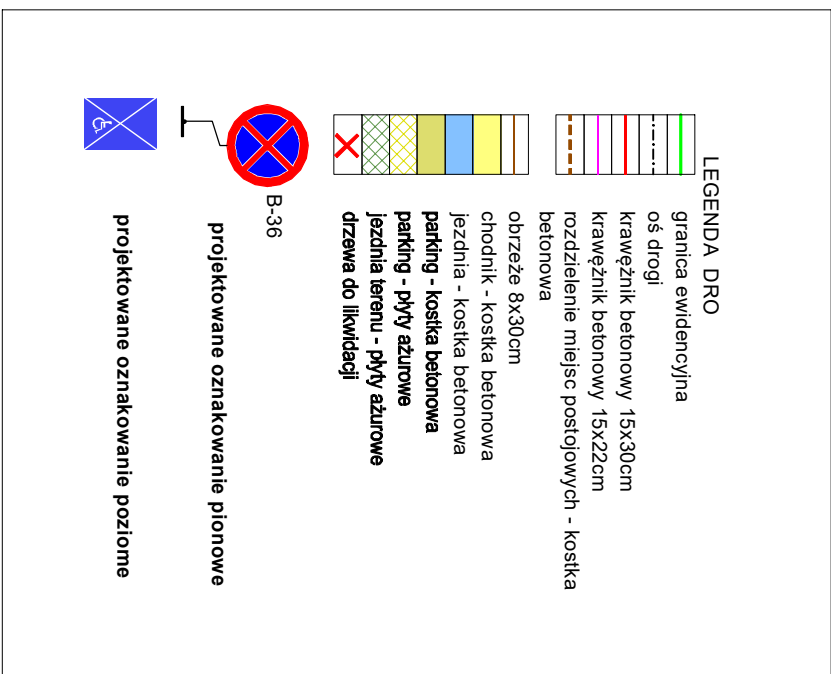 LEGENDA DRO
granica ewidencyjna
oś drogi
krawężnik betonowy 15x30cm
krawężnik betonowy 15x22cm
rozdzielenie miejsc postojowych - kostka
betonowa
obrzeże 8x30cm
chodnik - kostka betonowa
jezdnia - kostka betonowa
parking - kostka betonowa
parking - płyty ażurowe
jezdnia terenu - płyty ażurowe
drzewa do likwidacji
B-36
projektowane oznakowanie pionowe
projektowane oznakowanie poziome